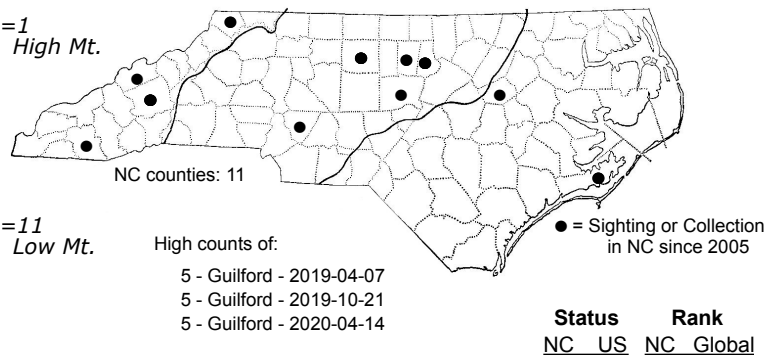 =1
High Mt.
NC counties: 11
=11
Low Mt.
High counts of:
5 - Guilford - 2019-04-07
5 - Guilford - 2019-10-21
5 - Guilford - 2020-04-14
● = Sighting or Collection
in NC since 2005
Status Rank
NC US NC Global